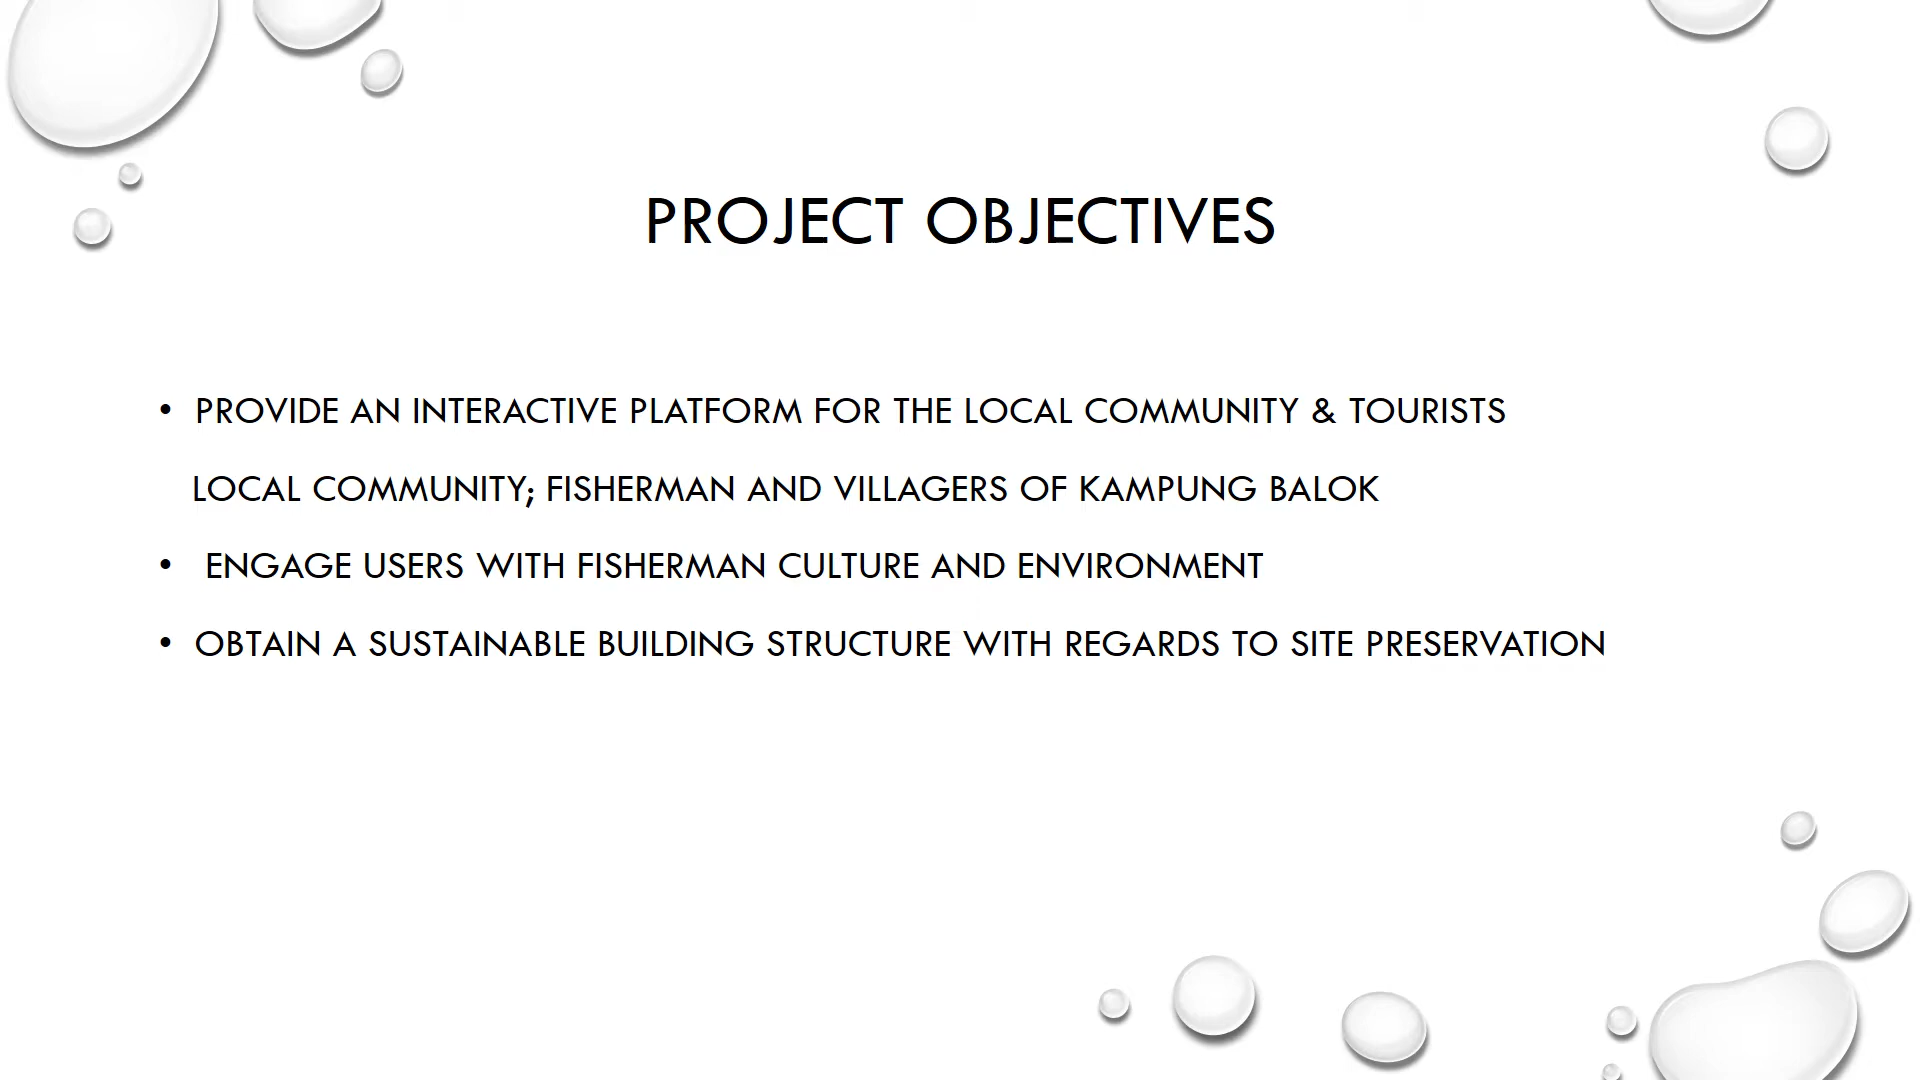 PROJECT OBJECTIVES
• PROVIDE AN INTERACTIVE PLATFORM FOR THE LOCAL COMMUNITY & TOURISTS
LOCAL COMMUNITY; FISHERMAN AND VILLAGERS OF KAMPUNG BALOK
• ENGAGE USERS WITH FISHERMAN CULTURE AND ENVIRONMENT
• OBTAIN A SUSTAINABLE BUILDING STRUCTURE WITH REGARDS TO SITE PRESERVATION